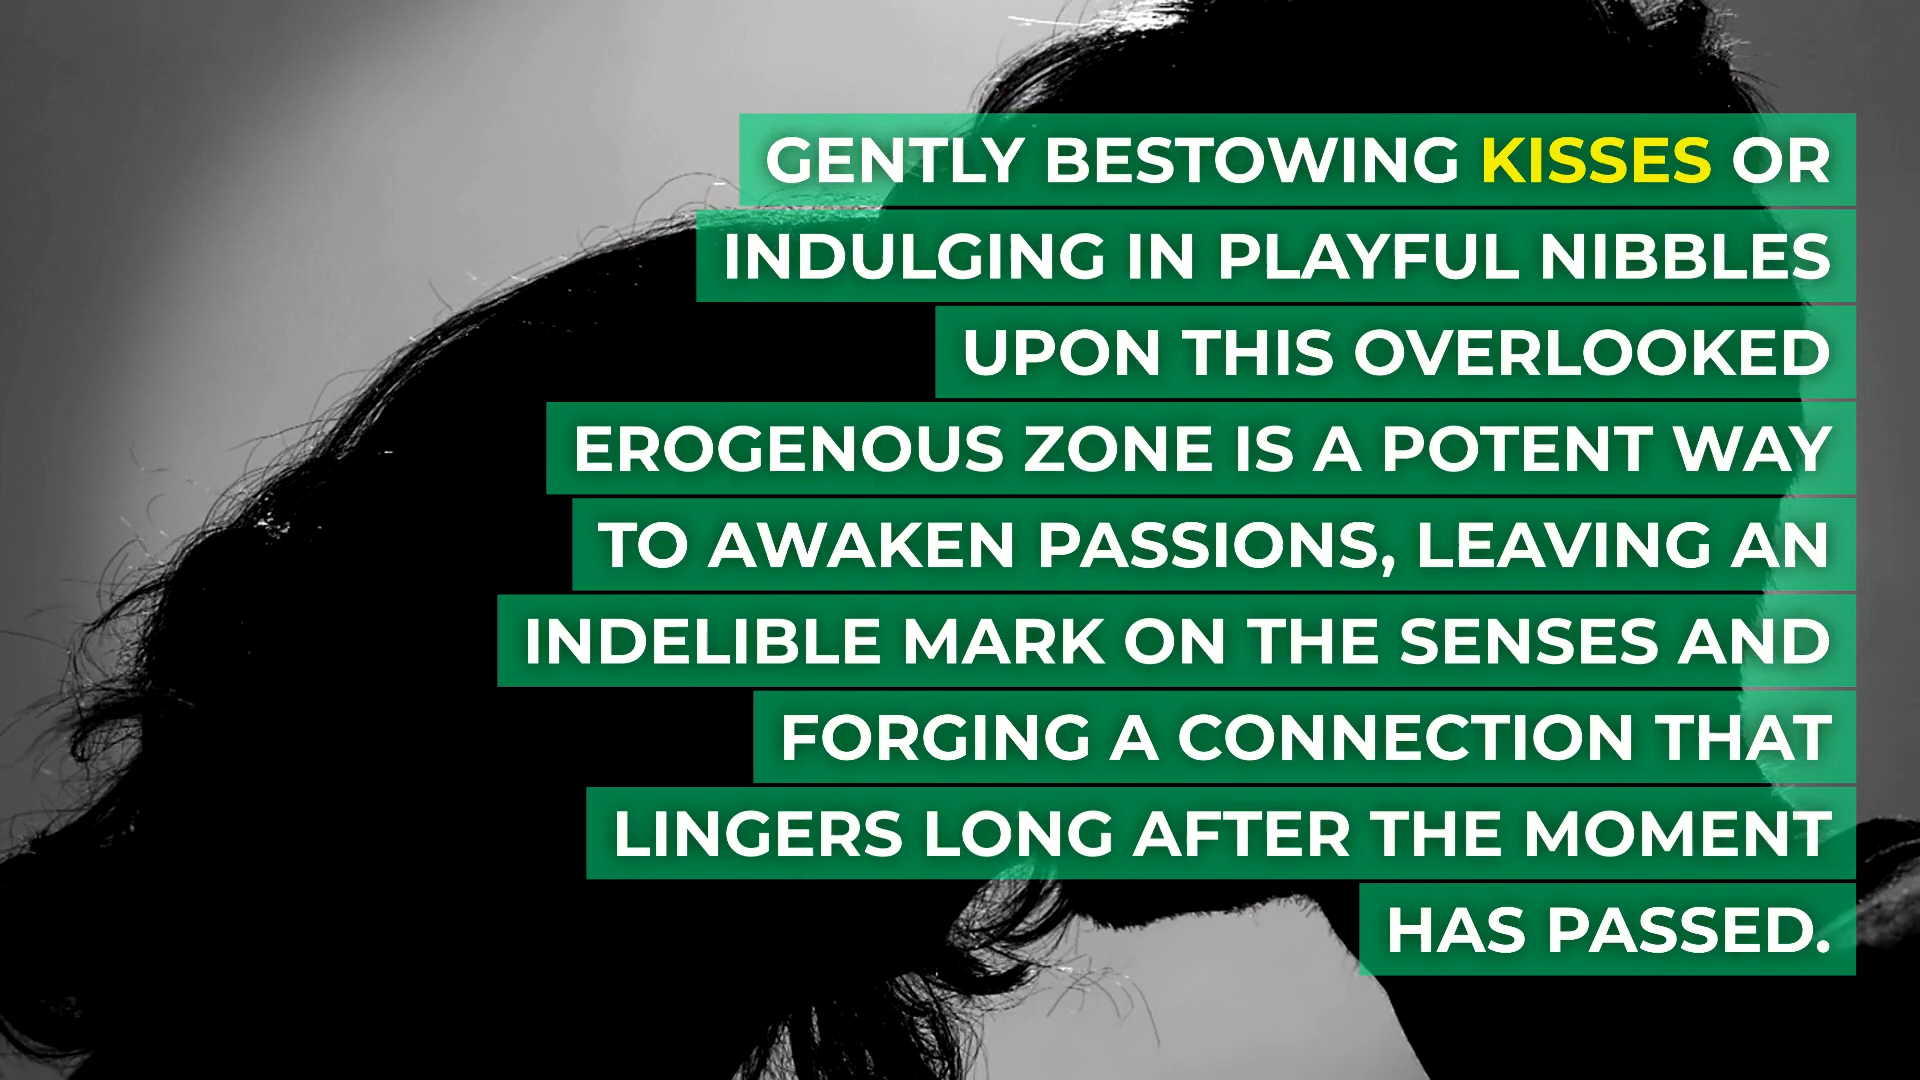 GENTLY BESTOWING KISSES OR
INDULGING IN PLAYFUL NIBBLES
UPON THIS OVERLOOKED
EROGENOUS ZONE IS A POTENT WAY
TO AWAKEN PASSIONS, LEAVING AN
INDELIBLE MARK ON THE SENSES AND
FORGING A CONNECTION THAT
LINGERS LONG AFTER THE MOMENT
HAS PASSED.